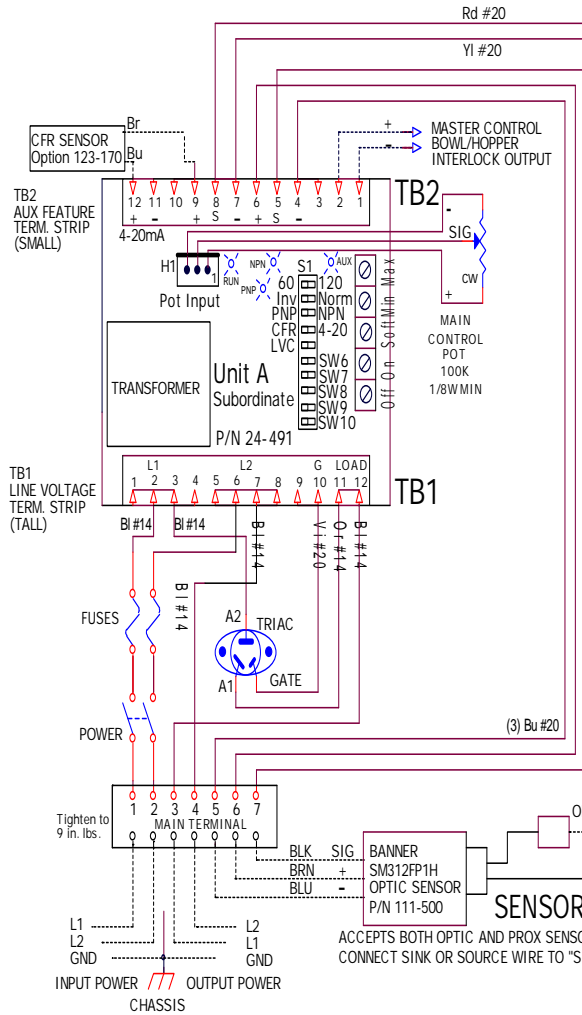 Rd #20
Yl #20
Br
CFR SENSOR
Option 123-170
Bu
+ MASTER CONTROL
- BOWL/HOPPER
INTERLOCK OUTPUT
TB2
AUX FEATURE
TERM. STRIP
(SMALL)
12 11 10 9 8 7 6 5 4 3 2 1
+ - + S - + S -
TB2
4-20mA
H1
1
Pot Input
RUN
NPN
PNP
AUX
S1
60 120
Inv Norm
PNP NPN
CFR 4-20
LVC
SW6
SW7
SW8
SW9
SW10
Off On Soft Min Max
-
SIG
CW
+
MAIN
CONTROL
POT
100K
1/8W MIN
TRANSFORMER
Unit A
Subordinate
P/N 24-491
TB1
LINE VOLTAGE
TERM. STRIP
(TALL)
L1 L2 G LOAD
1 2 3 4 5 6 7 8 9 10 11 12
TB1
Bl #14
Bl #14
Bl #14
Bl #14
Vi #20
Or #14
Bl #14
FUSES
A2
TRIAC
A1
GATE
POWER
(3) Bu #20
Tighten to
9 in. lbs.
1 2 3 4 5 6 7
MAIN TERMINAL
BLK SIG
BRN +
BLU -
BANNER
SM312FP1H
OPTIC SENSOR
P/N 111-500
O
SENSOR
ACCEPTS BOTH OPTIC AND PROX SENSO
CONNECT SINK OR SOURCE WIRE TO "S
L1 L2
L2 L1
GND GND
INPUT POWER OUTPUT POWER
CHASSIS